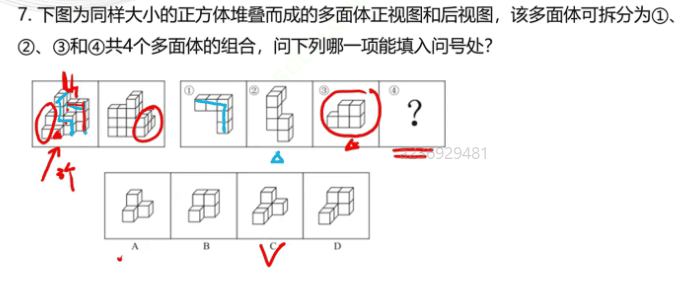 7. 下图为同样大小的正方体堆叠而成的多面体正视图和后视图，该多面体可拆分为①、
②、③和④共4个多面体的组合，问下列哪一项能填入问号处？
① ② ③ ④
?
929481
A B C D